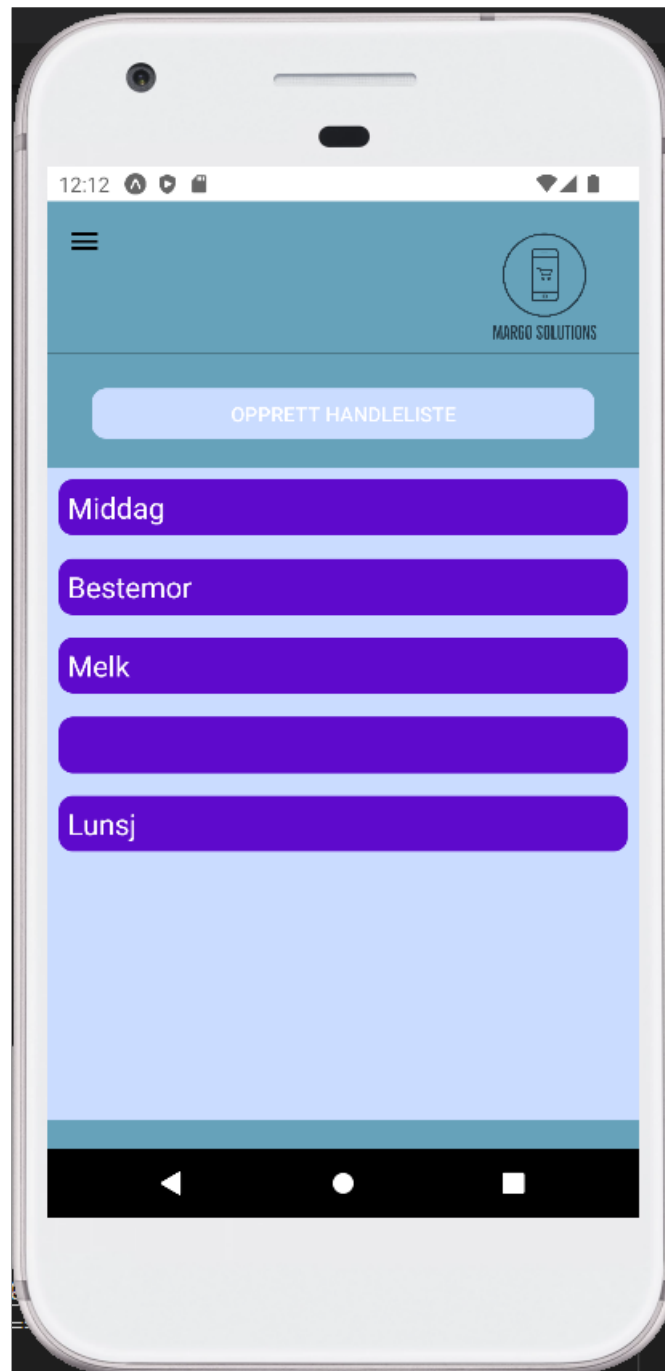 12:12
MARGO SOLUTIONS
OPPRETT HANDLELISTE
Middag
Bestemor
Melk
Lunsj